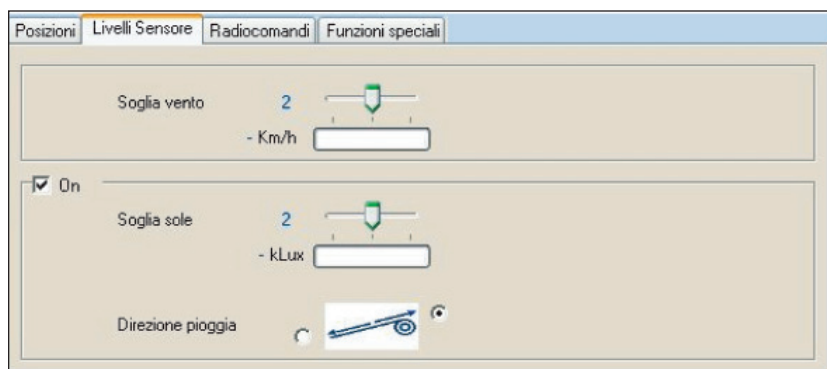 Posizioni Livelli Sensore Radiocomandi Funzioni speciali
Soglia vento 2
- Km/h
On
Soglia sole 2
- kLux
Direzione pioggia